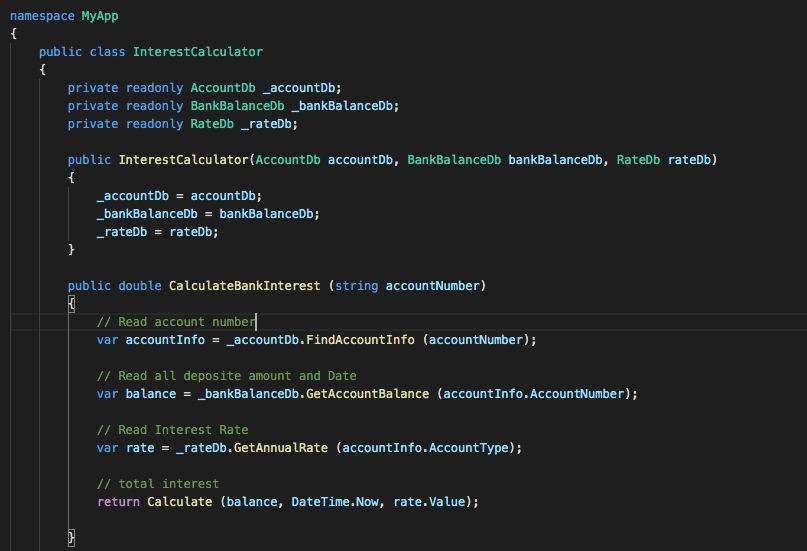 namespace MyApp
{
public class InterestCalculator
{
private readonly AccountDb _accountDb;
private readonly BankBalanceDb _bankBalanceDb;
private readonly RateDb _rateDb;
public InterestCalculator(AccountDb accountDb, BankBalanceDb bankBalanceDb, RateDb rateDb)
{
_accountDb = accountDb;
_bankBalanceDb = bankBalanceDb;
_rateDb = rateDb;
}
public double CalculateBankInterest (string accountNumber)
{
// Read account number
var accountInfo = _accountDb.FindAccountInfo (accountNumber);
// Read all deposite amount and Date
var balance = _bankBalanceDb.GetAccountBalance (accountInfo.AccountNumber);
// Read Interest Rate
var rate = _rateDb.GetAnnualRate (accountInfo.AccountType);
// total interest
return Calculate (balance, DateTime.Now, rate.Value);
}